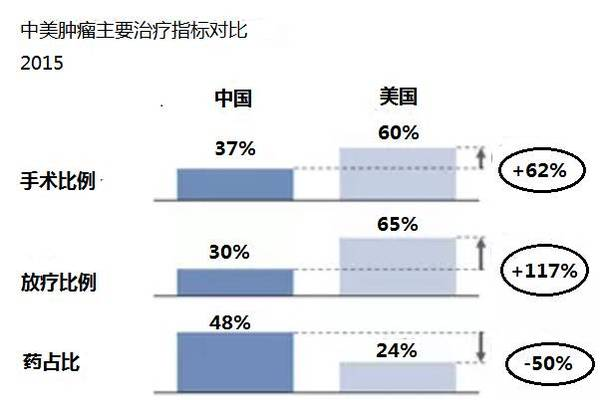 中美肿瘤主要治疗指标对比
2015
中国 美国
手术比例 37% 60% +62%
放疗比例 30% 65% +117%
药占比 48% 24% -50%